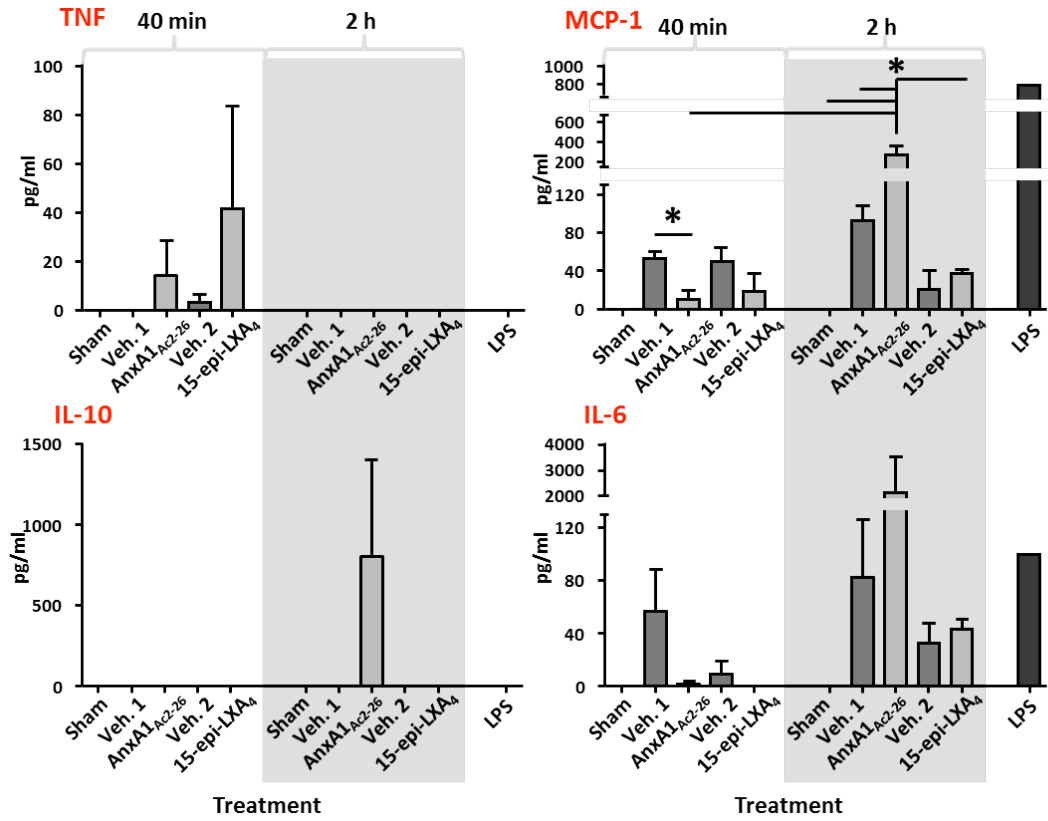 TNF
40 min
2 h
100
80
60
40
20
0
pg/ml
Sham
Veh. 1
AnxA1Ac2-26
Veh. 2
15-epi-LXA4
Sham
Veh. 1
AnxA1Ac2-26
Veh. 2
15-epi-LXA4
LPS
MCP-1
40 min
2 h
1000
800
600
400
200
120
80
40
0
pg/ml
*
*
Sham
Veh. 1
AnxA1Ac2-26
Veh. 2
15-epi-LXA4
Sham
Veh. 1
AnxA1Ac2-26
Veh. 2
15-epi-LXA4
LPS
IL-10
1500
1000
500
0
pg/ml
Sham
Veh. 1
AnxA1Ac2-26
Veh. 2
15-epi-LXA4
Sham
Veh. 1
AnxA1Ac2-26
Veh. 2
15-epi-LXA4
LPS
Treatment
IL-6
4000
3000
2000
120
80
40
0
pg/ml
Sham
Veh. 1
AnxA1Ac2-26
Veh. 2
15-epi-LXA4
Sham
Veh. 1
AnxA1Ac2-26
Veh. 2
15-epi-LXA4
LPS
Treatment